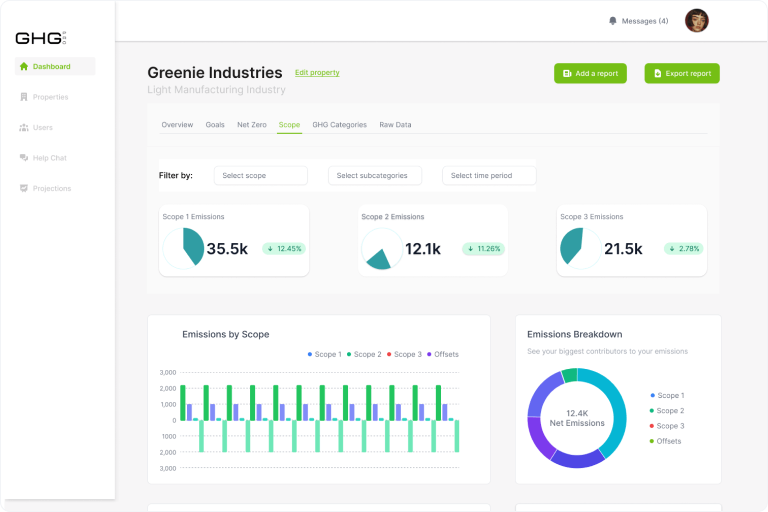 Messages (4)
GHG
Dashboard
Properties
Users
Help Chat
Projections
Greenie Industries
Edit property
Light Manufacturing Industry
Add a report
Export report
Overview
Goals
Net Zero
Scope
GHG Categories
Raw Data
Filter by:
Select scope
Select subcategories
Select time period
Scope 1 Emissions
35.5k
12.45%
Scope 2 Emissions
12.1k
11.26%
Scope 3 Emissions
21.5k
2.78%
Emissions by Scope
Scope 1
Scope 2
Scope 3
Offsets
3,000
2,000
1,000
0
1000
2,000
3,000
Emissions Breakdown
See your biggest contributors to your emissions
12.4K
Net Emissions
Scope 1
Scope 2
Scope 3
Offsets